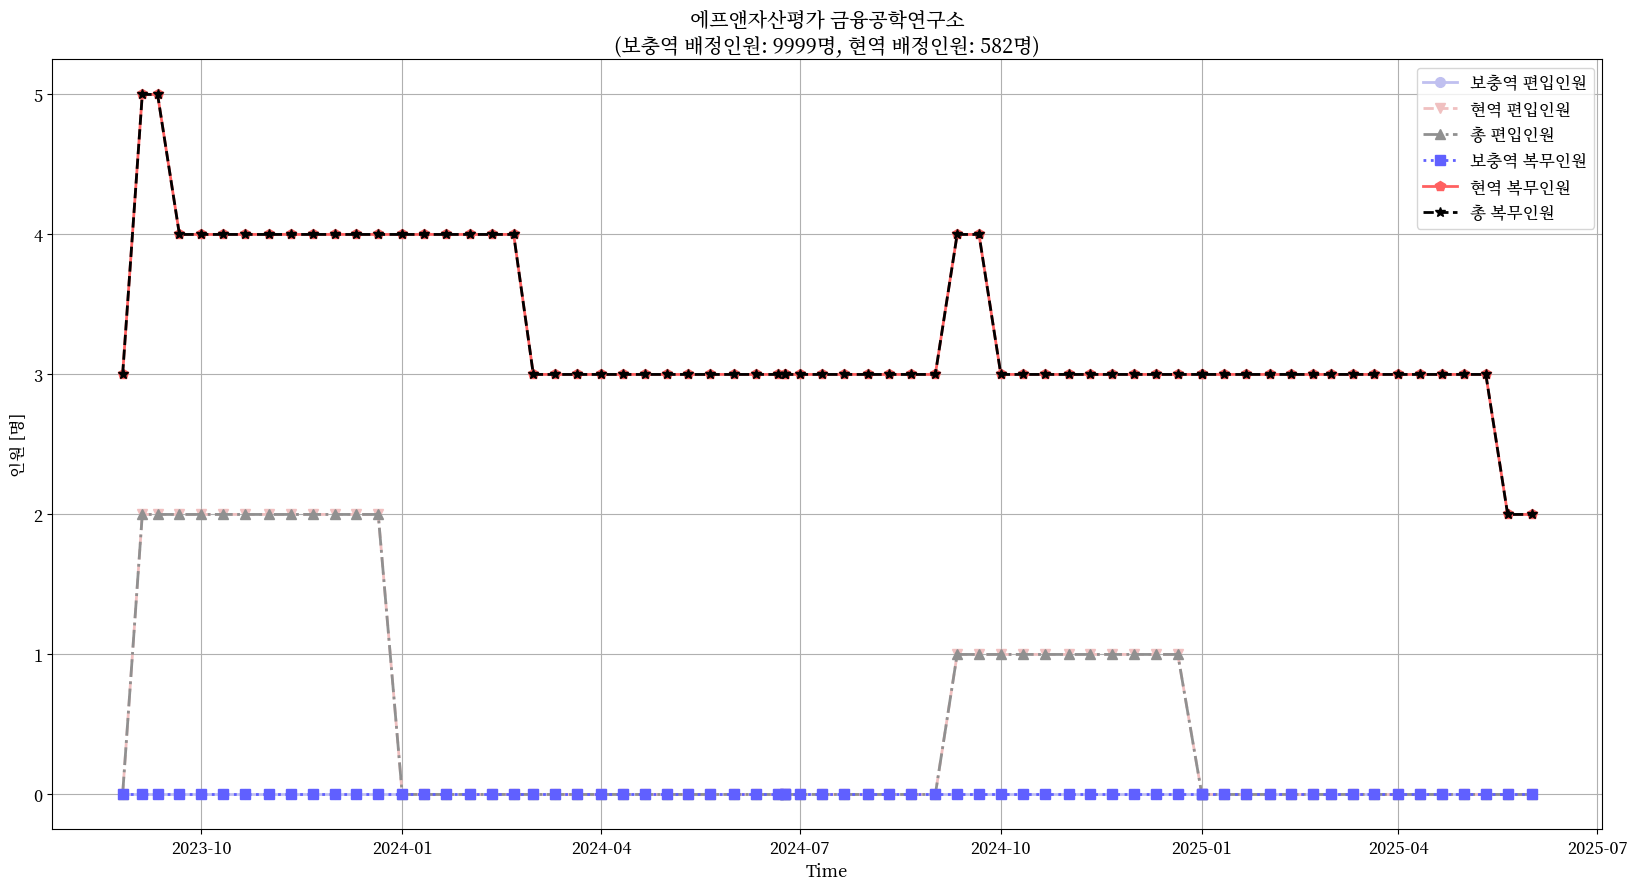 에프앤자산평가 금융공학연구소
(보충역 배정인원: 9999명, 현역 배정인원: 582명)
보충역 편입인원
현역 편입인원
총 편입인원
보충역 복무인원
현역 복무인원
총 복무인원
인원 [명]
5
4
3
2
1
0
2023-10
2024-01
2024-04
2024-07
2024-10
2025-01
2025-04
2025-07
Time